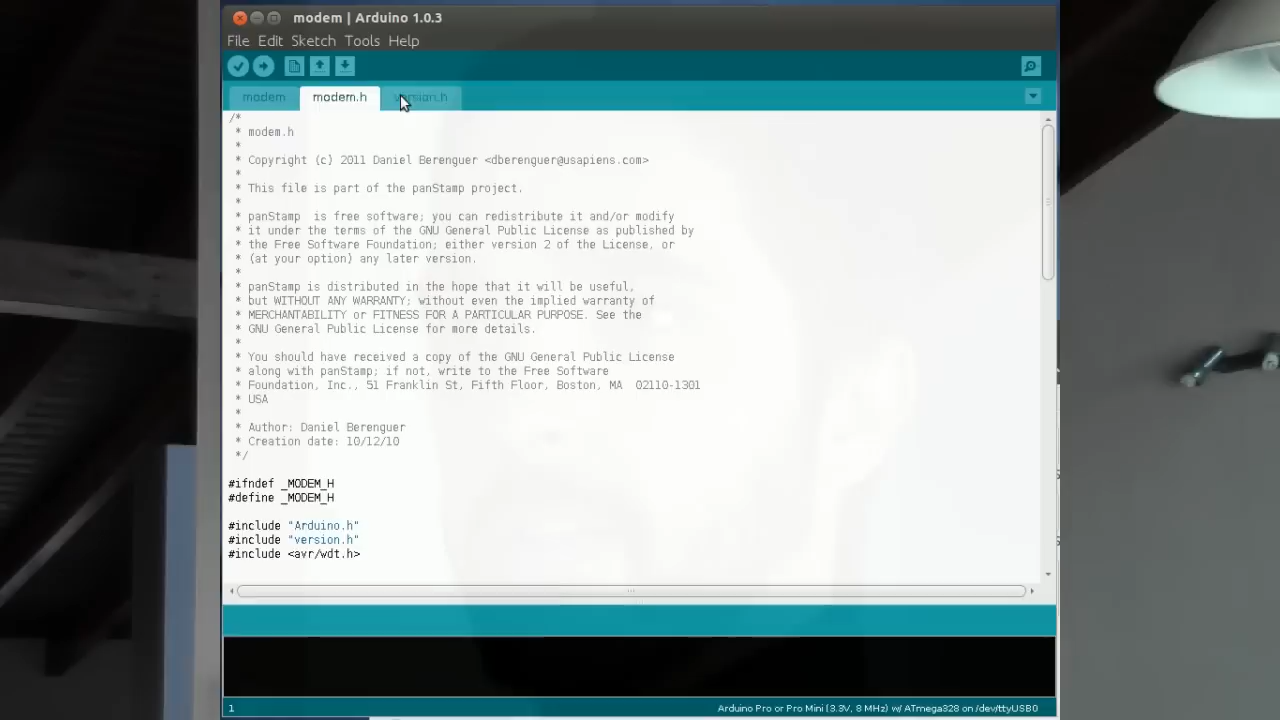 modem | Arduino 1.0.3
File Edit Sketch Tools Help
modem modem.h version.h
/*
* modem.h
*
* Copyright (c) 2011 Daniel Berenguer <dberenguer@usapiens.com>
*
* This file is part of the panStamp project.
*
* panStamp  is free software; you can redistribute it and/or modify
* it under the terms of the GNU General Public License as published by
* the Free Software Foundation; either version 2 of the License, or
* (at your option) any later version.
*
* panStamp is distributed in the hope that it will be useful,
* but WITHOUT ANY WARRANTY; without even the implied warranty of
* MERCHANTABILITY or FITNESS FOR A PARTICULAR PURPOSE. See the
* GNU General Public License for more details.
*
* You should have received a copy of the GNU General Public License
* along with panStamp; if not, write to the Free Software
* Foundation, Inc., 51 Franklin St, Fifth Floor, Boston, MA  02110-1301
* USA
*
* Author: Daniel Berenguer
* Creation date: 10/12/10
*/
#ifndef _MODEM_H
#define _MODEM_H
#include "Arduino.h"
#include "version.h"
#include <avr/wdt.h>
1 Arduino Pro or Pro Mini (3.3V, 8 MHz) w/ ATmega328 on /dev/ttyUSB0